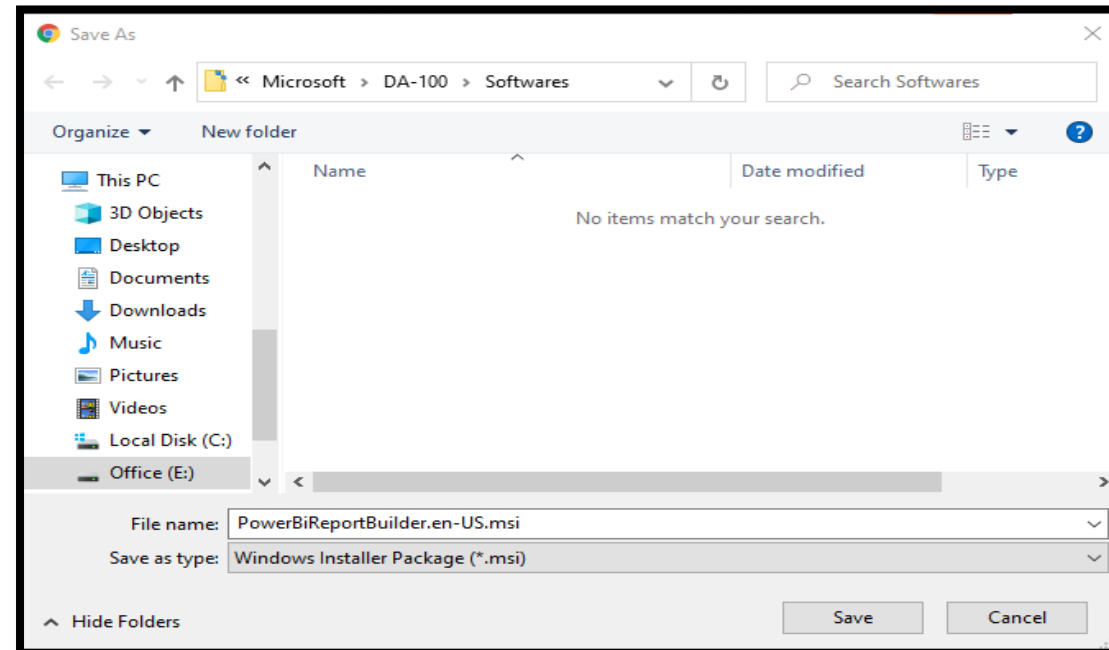 Save As
« Microsoft > DA-100 > Softwares
Search Softwares
Organize
New folder
?
This PC
3D Objects
Desktop
Documents
Downloads
Music
Pictures
Videos
Local Disk (C:)
Office (E:)
Name
Date modified
Type
No items match your search.
File name: PowerBiReportBuilder.en-US.msi
Save as type: Windows Installer Package (*.msi)
Hide Folders
Save
Cancel